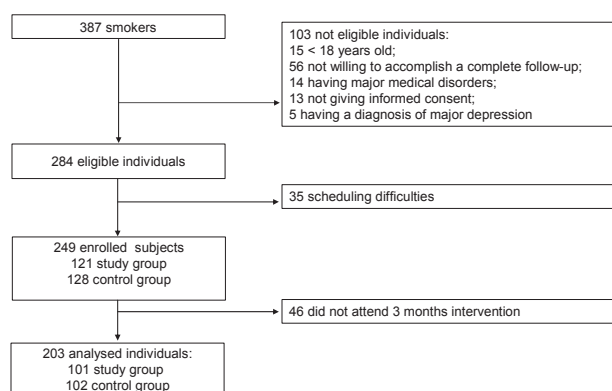 387 smokers
103 not eligible individuals:
15 < 18 years old;
56 not willing to accomplish a complete follow-up;
14 having major medical disorders;
13 not giving informed consent;
5 having a diagnosis of major depression
284 eligible individuals
35 scheduling difficulties
249 enrolled subjects
121 study group
128 control group
46 did not attend 3 months intervention
203 analysed individuals:
101 study group
102 control group